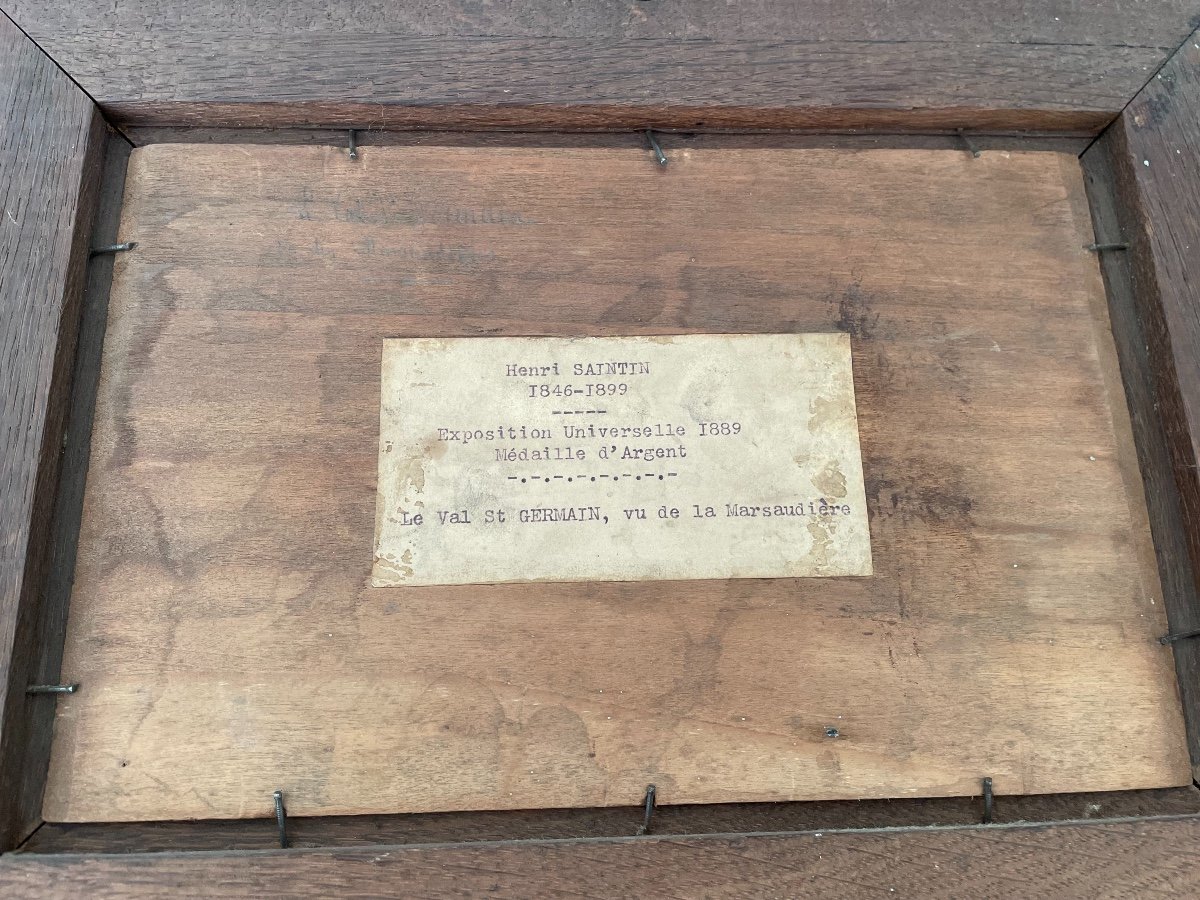 Henri SAINTIN
I846-I899
-----
Exposition Universelle I889
Médaille d'Argent
-.-.-.-.-.-.-.-
Le Val St GERMAIN, vu de la Marsaudière